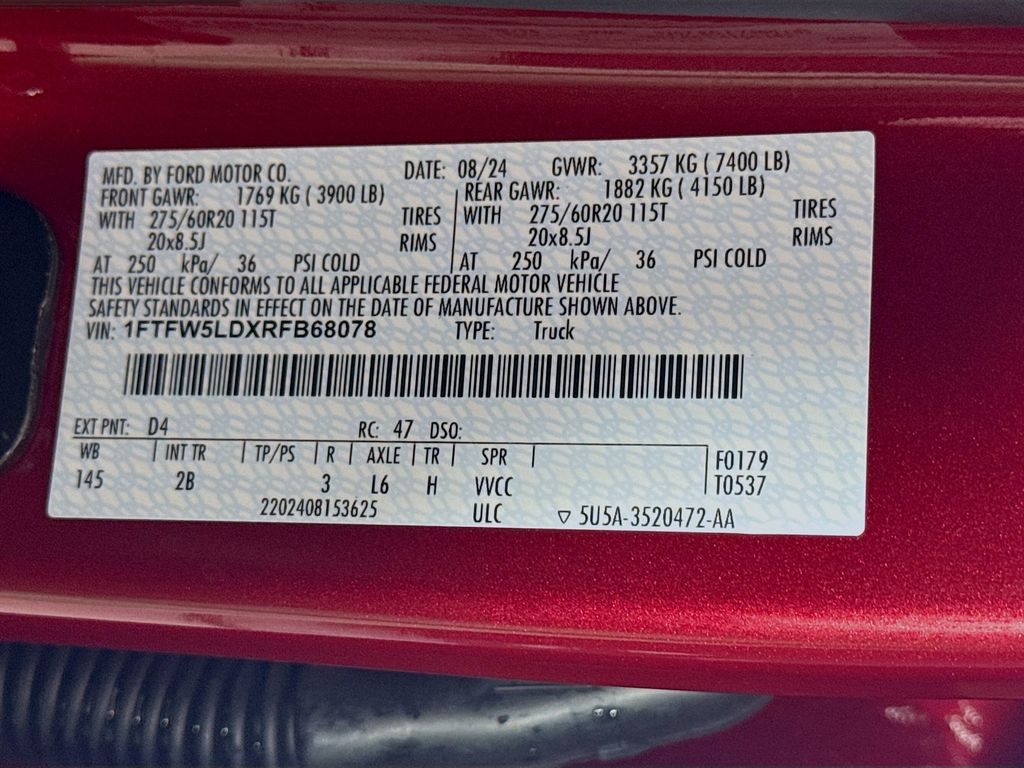 MFD. BY FORD MOTOR CO. DATE: 08/24 GVWR: 3357 KG ( 7400 LB)
FRONT GAWR: 1769 KG ( 3900 LB) REAR GAWR: 1882 KG ( 4150 LB)
WITH 275/60R20 115T TIRES WITH 275/60R20 115T TIRES
20x8.5J RIMS 20x8.5J RIMS
AT 250 kPa/ 36 PSI COLD AT 250 kPa/ 36 PSI COLD
THIS VEHICLE CONFORMS TO ALL APPLICABLE FEDERAL MOTOR VEHICLE
SAFETY STANDARDS IN EFFECT ON THE DATE OF MANUFACTURE SHOWN ABOVE.
VIN: 1FTFW5LDXRFB68078 TYPE: Truck
EXT PNT: D4 RC: 47 DSO:
WB INT TR TP/PS R AXLE TR SPR F0179
145 2B 3 L6 H VVCC T0537
2202408153625 ULC ▽ 5U5A-3520472-AA